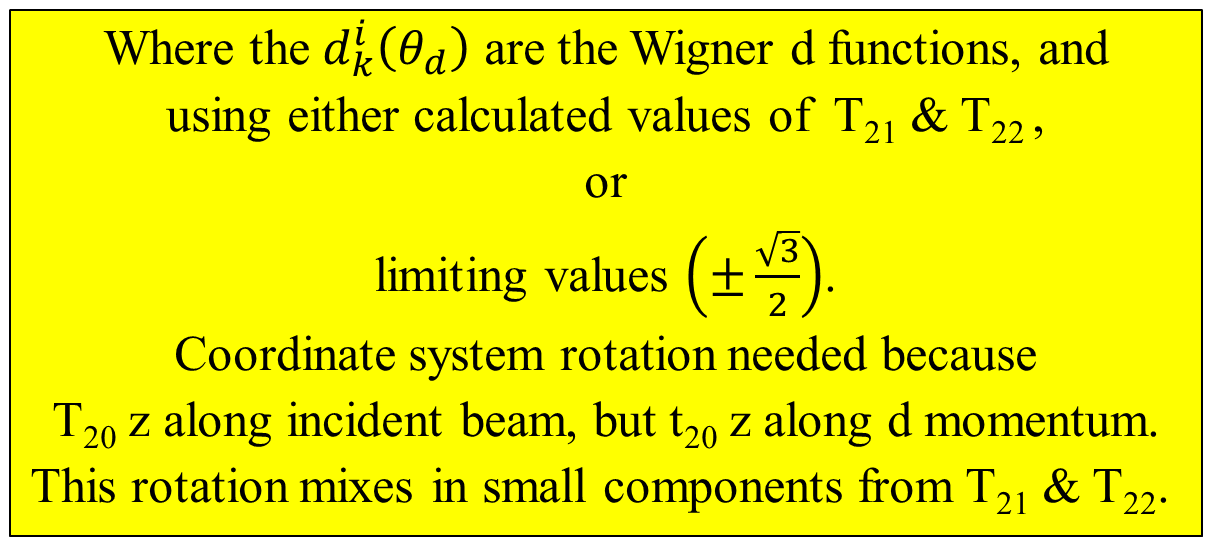 Where the $d_k^i(\theta_d)$ are the Wigner d functions, and
using either calculated values of T₂₁ & T₂₂ ,
or
limiting values $\left(\pm \frac{\sqrt{3}}{2}\right)$.
Coordinate system rotation needed because
T₂₀ z along incident beam, but t₂₀ z along d momentum.
This rotation mixes in small components from T₂₁ & T₂₂.